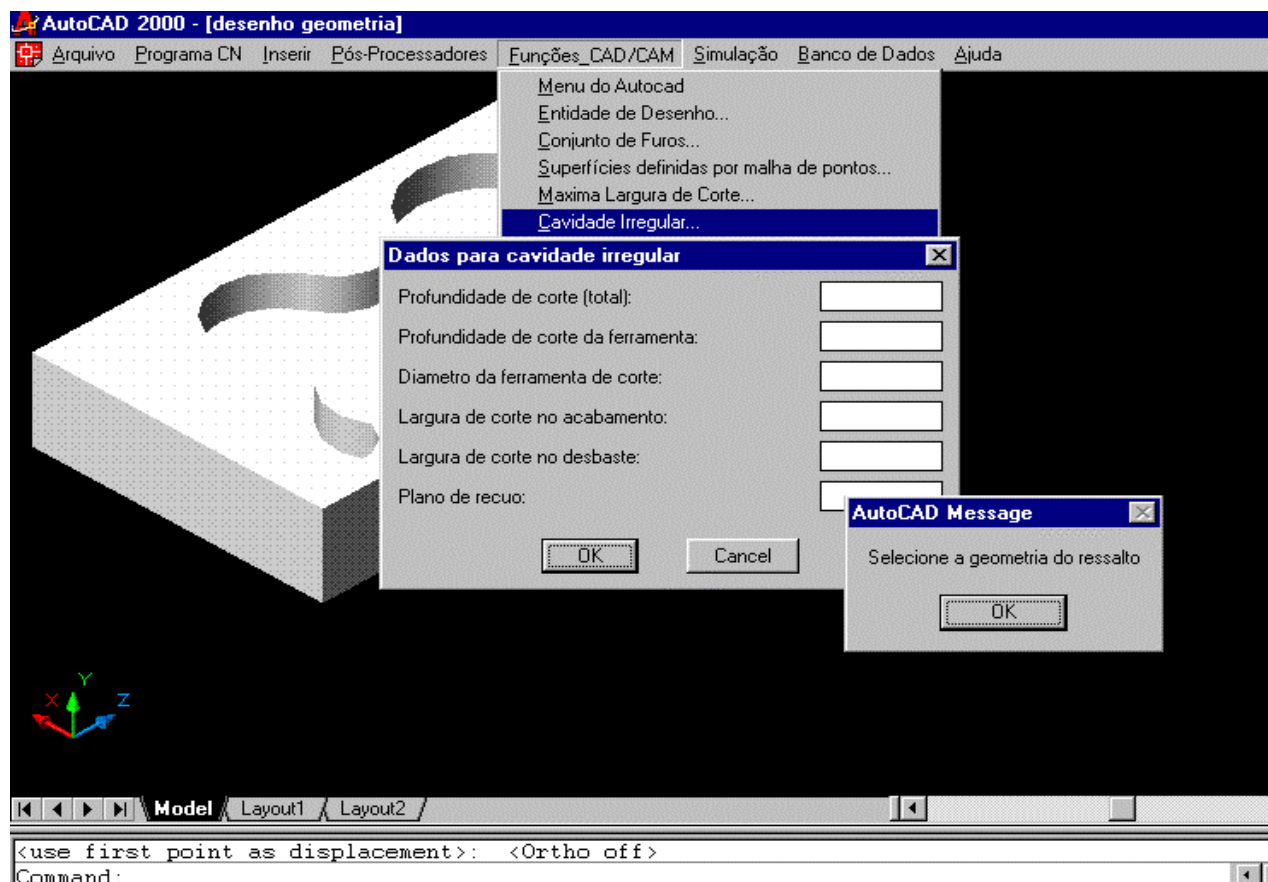 AutoCAD 2000 - [desenho geometria]
Arquivo Programa CN Inserir Pós-Processadores Funções_CAD/CAM Simulação Banco de Dados Ajuda
Menu do Autocad
Entidade de Desenho...
Conjunto de Furos...
Superfícies definidas por malha de pontos...
Maxima Largura de Corte...
Cavidade Irregular...
Dados para cavidade irregular
Profundidade de corte (total):
Profundidade de corte da ferramenta:
Diametro da ferramenta de corte:
Largura de corte no acabamento:
Largura de corte no desbaste:
Plano de recuo:
OK Cancel
AutoCAD Message
Selecione a geometria do ressalto
OK
Y
X Z
Model Layout1 Layout2
<use first point as displacement>: <Ortho off>
Command: